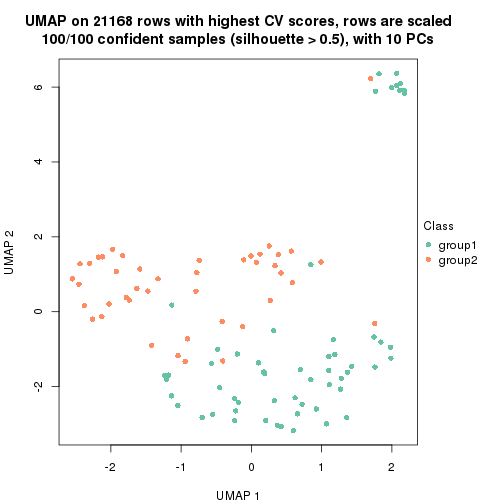 UMAP on 21168 rows with highest CV scores, rows are scaled
100/100 confident samples (silhouette > 0.5), with 10 PCs
6
4
2
0
-2
UMAP 2
-2 -1 0 1 2
UMAP 1
Class
group1
group2